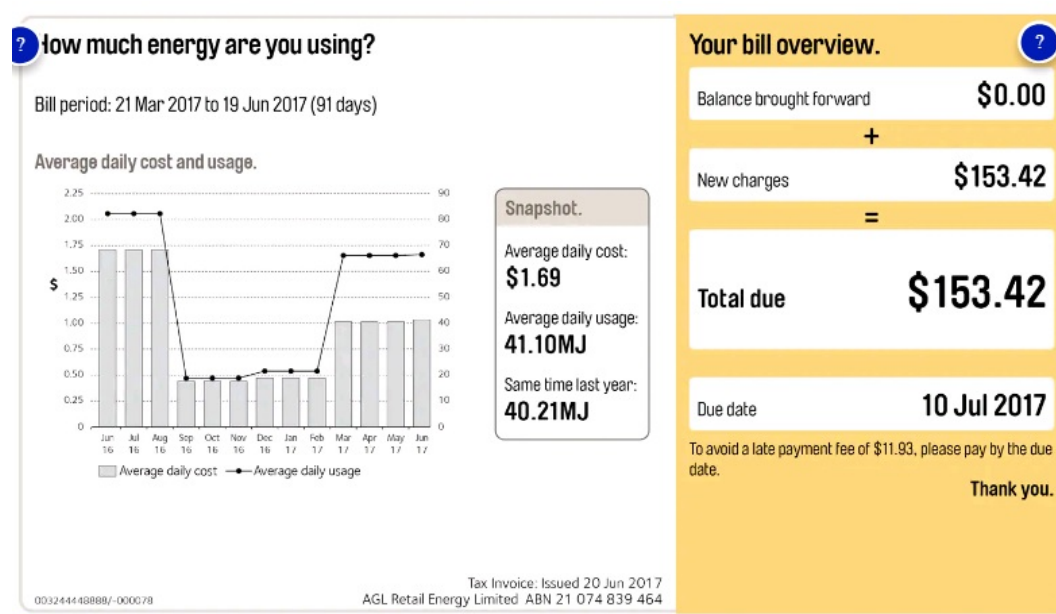 How much energy are you using?
Bill period: 21 Mar 2017 to 19 Jun 2017 (91 days)
Average daily cost and usage.
2.25 90
2.00 80
1.75 70
1.50 60
$
1.25 50
1.00 40
0.75 30
0.50 20
0.25 10
0 0
Jun Jul Aug Sep Oct Nov Dec Jan Feb Mar Apr May Jun
16 16 16 16 16 16 16 17 17 17 17 17 17
Average daily cost Average daily usage
Snapshot.
Average daily cost:
$1.69
Average daily usage:
41.10MJ
Same time last year:
40.21MJ
003244448888/-000078
Tax Invoice: Issued 20 Jun 2017
AGL Retail Energy Limited ABN 21 074 839 464
?
Your bill overview.
?
Balance brought forward $0.00
+
New charges $153.42
=
Total due $153.42
Due date 10 Jul 2017
To avoid a late payment fee of $11.93, please pay by the due
date.
Thank you.